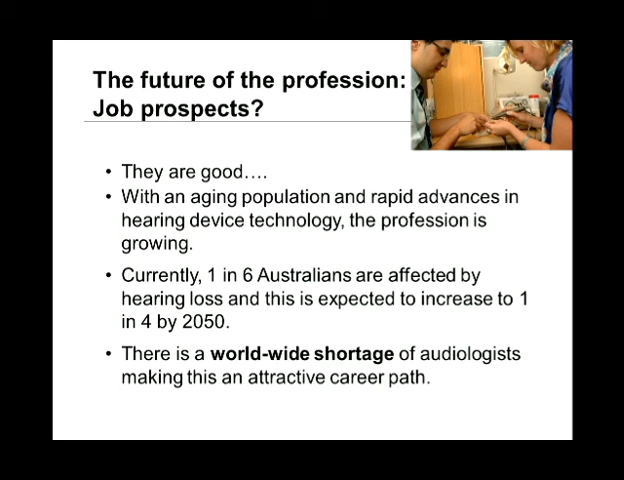 The future of the profession:
Job prospects?
• They are good….
• With an aging population and rapid advances in
hearing device technology, the profession is
growing.
• Currently, 1 in 6 Australians are affected by
hearing loss and this is expected to increase to 1
in 4 by 2050.
• There is a world-wide shortage of audiologists
making this an attractive career path.